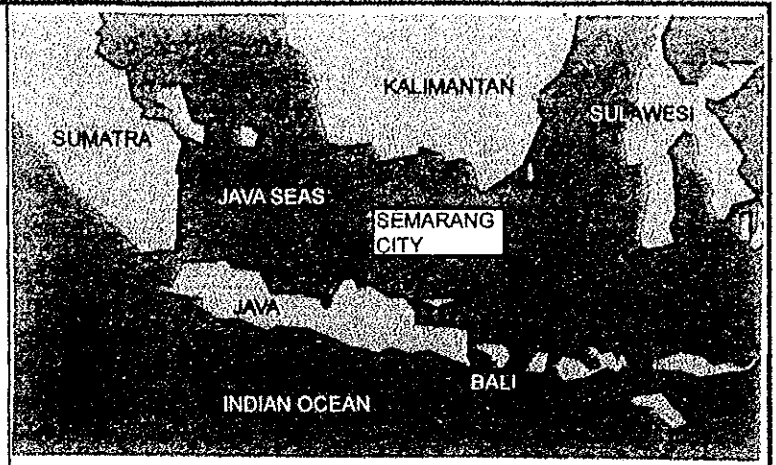 KALIMANTAN
SULAWESI
SUMATRA
JAVA SEAS
SEMARANG
CITY
JAVA
BALI
INDIAN OCEAN